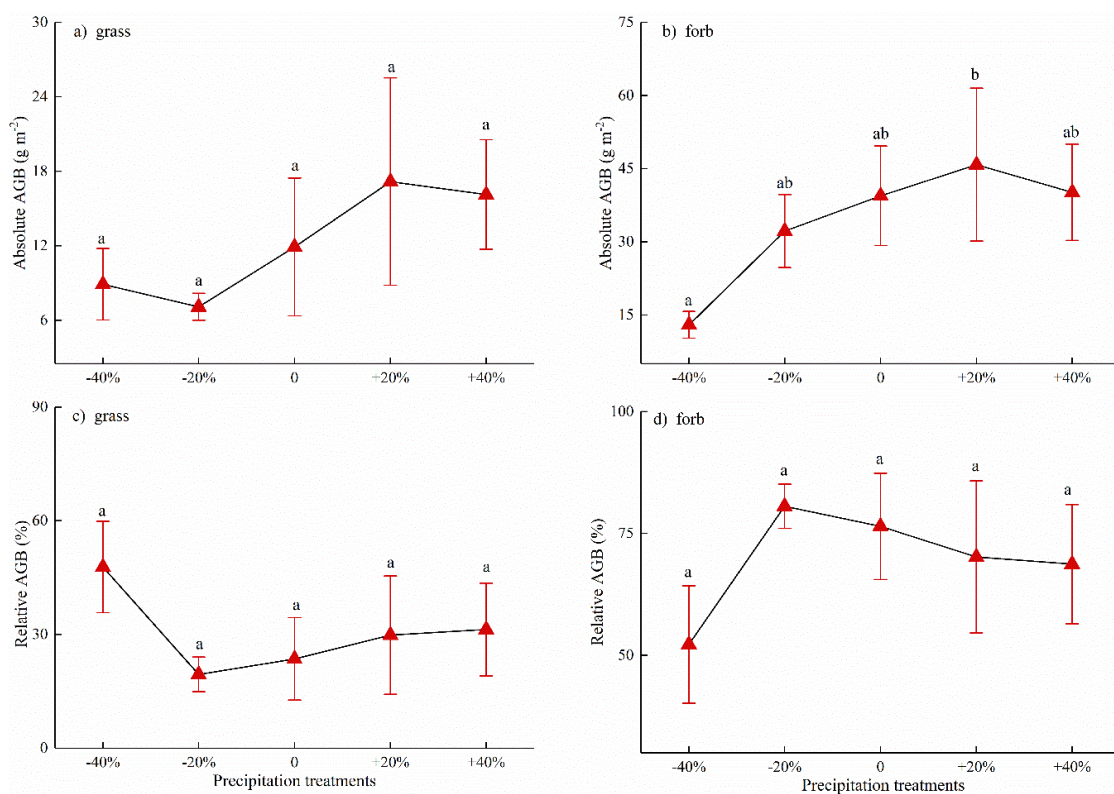 a) grass
Absolute AGB (g m⁻²)
30
24
18
12
6
a
a
a
a
a
-40%
-20%
0
+20%
+40%
b) forb
Absolute AGB (g m⁻²)
75
60
45
30
15
a
ab
ab
b
ab
-40%
-20%
0
+20%
+40%
c) grass
Relative AGB (%)
90
60
30
0
a
a
a
a
a
-40%
-20%
0
+20%
+40%
Precipitation treatments
d) forb
Relative AGB (%)
100
75
50
a
a
a
a
a
-40%
-20%
0
+20%
+40%
Precipitation treatments